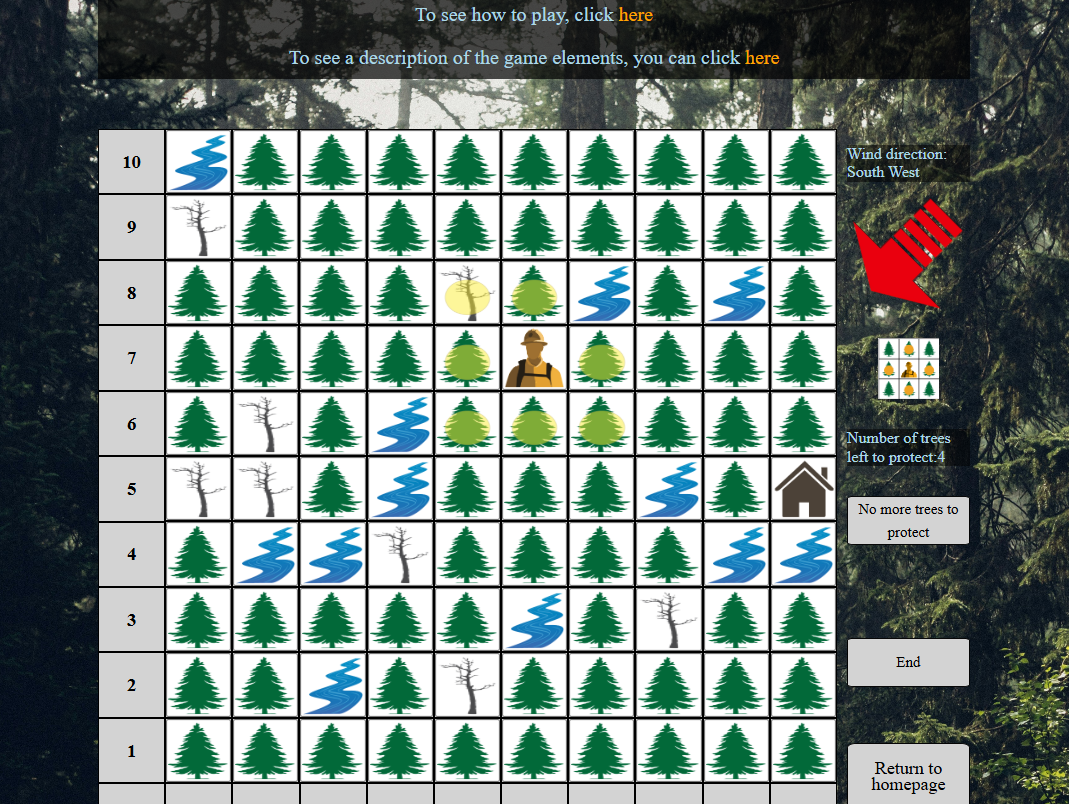 To see how to play, click here
To see a description of the game elements, you can click here
10
Wind direction:
South West
9
8
7
6
Number of trees
left to protect:4
5
No more trees to
protect
4
3
End
2
1
Return to
homepage